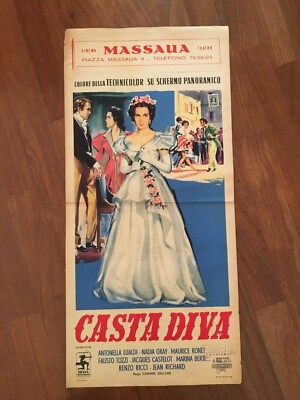 CINEMA MASSAUA TEATRO
PIAZZA MASSAUA 9 - TELEFONO 793603
COLORE DELLA TECHNICOLOR SU SCHERMO PANORAMICO
CASTA DIVA
ANTONELLA LUALDI · NADIA GRAY · MAURICE RONET
FAUSTO TOZZI · JACQUES CASTELOT · MARINA BERTI
RENZO RICCI · JEAN RICHARD
Regia: CARMINE GALLONE